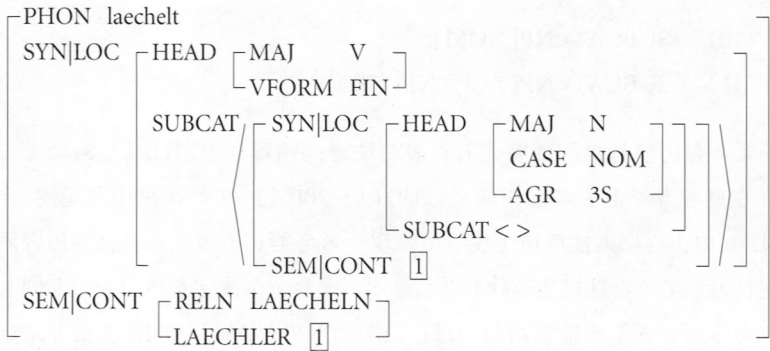 PHON laechelt
SYN|LOC HEAD MAJ V
VFORM FIN
SUBCAT < SYN|LOC HEAD MAJ N
CASE NOM
AGR 3S
SUBCAT < >
SEM|CONT 1 >
SEM|CONT RELN LAECHELN
LAECHLER 1